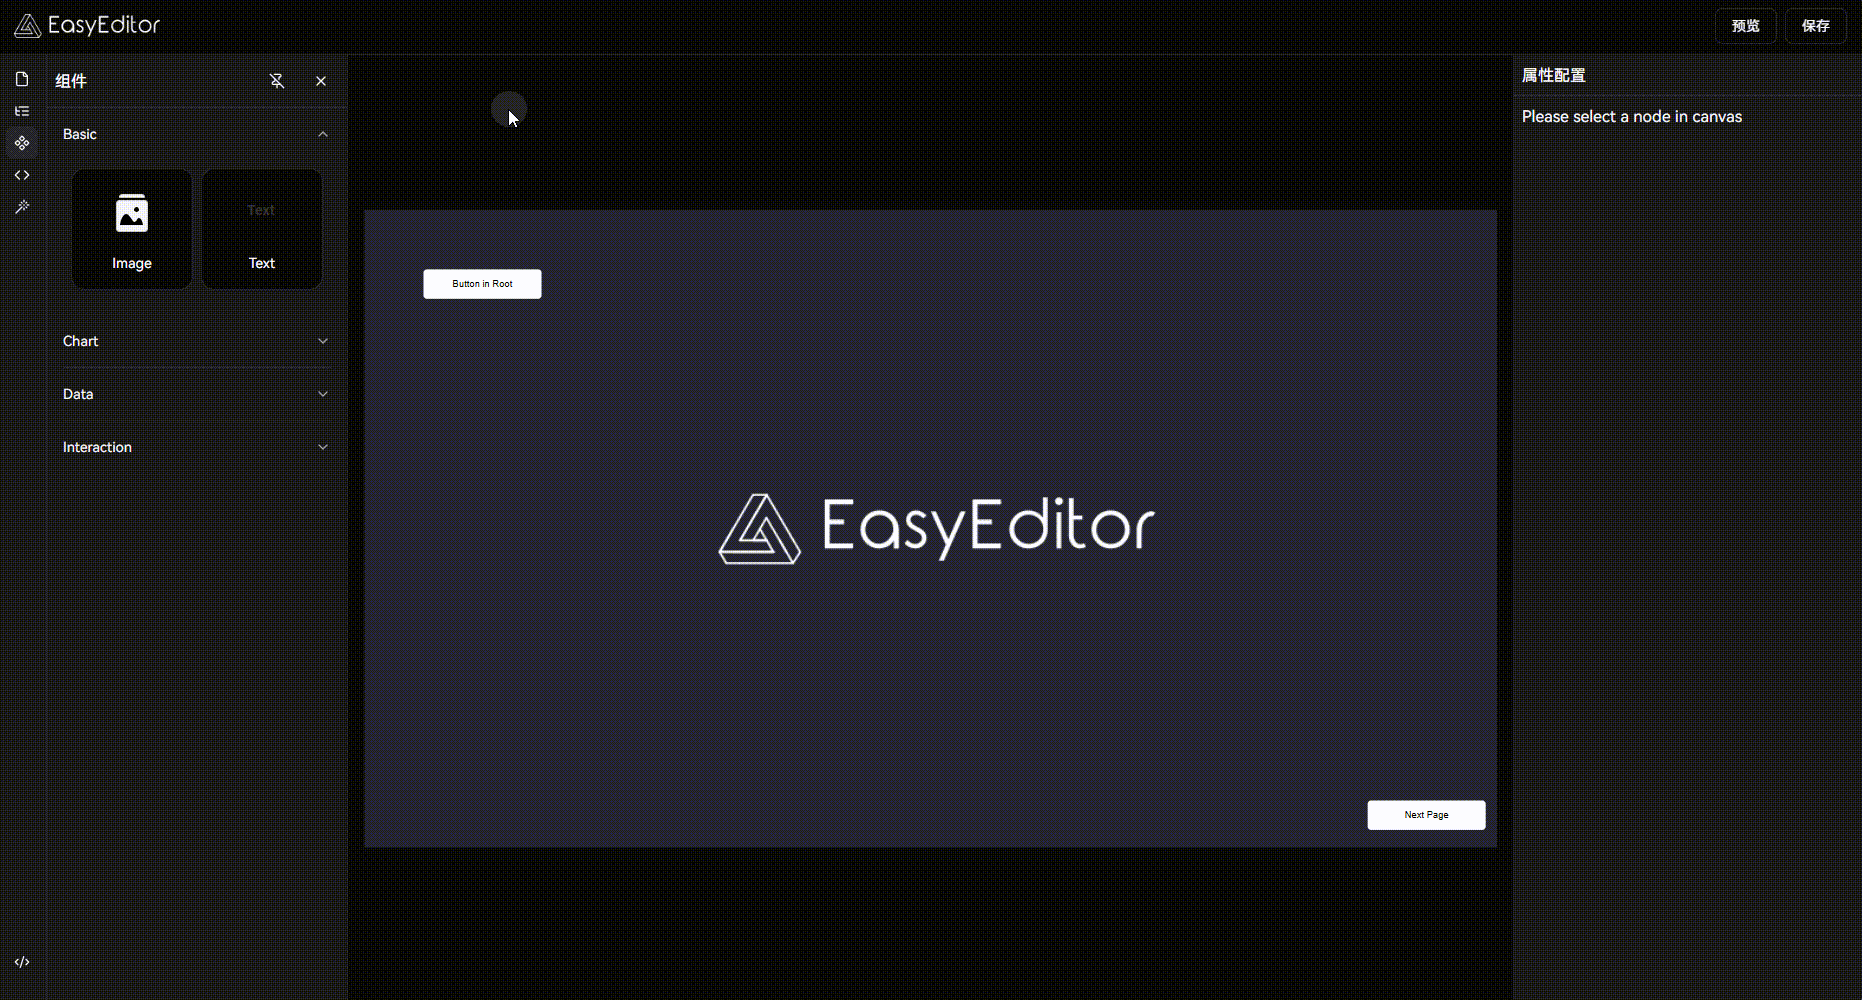 EasyEditor
预览
保存
组件
Basic
Text
Image
Text
Chart
Data
Interaction
Button in Root
EasyEditor
Next Page
属性配置
Please select a node in canvas